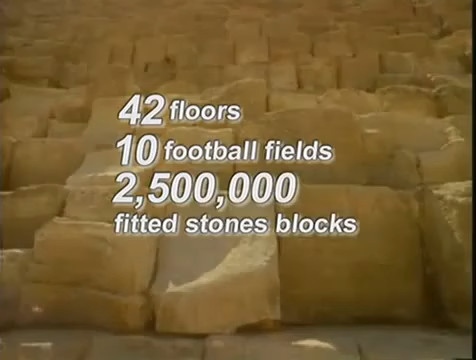 42 floors
10 football fields
2,500,000
fitted stones blocks